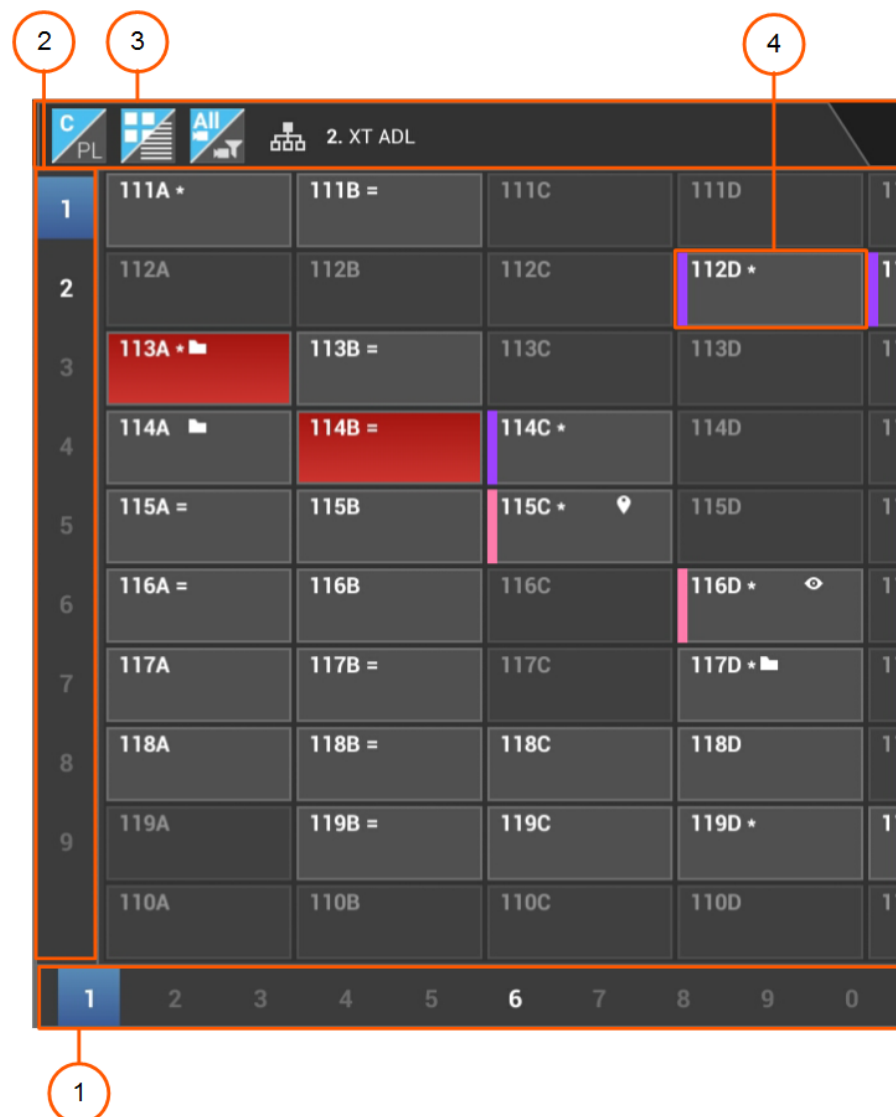 2 3 4
C PL All 2. XT ADL
1 111A * 111B = 111C 111D
2 112A 112B 112C 112D *
3 113A * 113B = 113C 113D
4 114A 114B = 114C * 114D
5 115A = 115B 115C * 115D
6 116A = 116B 116C 116D *
7 117A 117B = 117C 117D *
8 118A 118B = 118C 118D
9 119A 119B = 119C 119D *
110A 110B 110C 110D
1 2 3 4 5 6 7 8 9 0
1